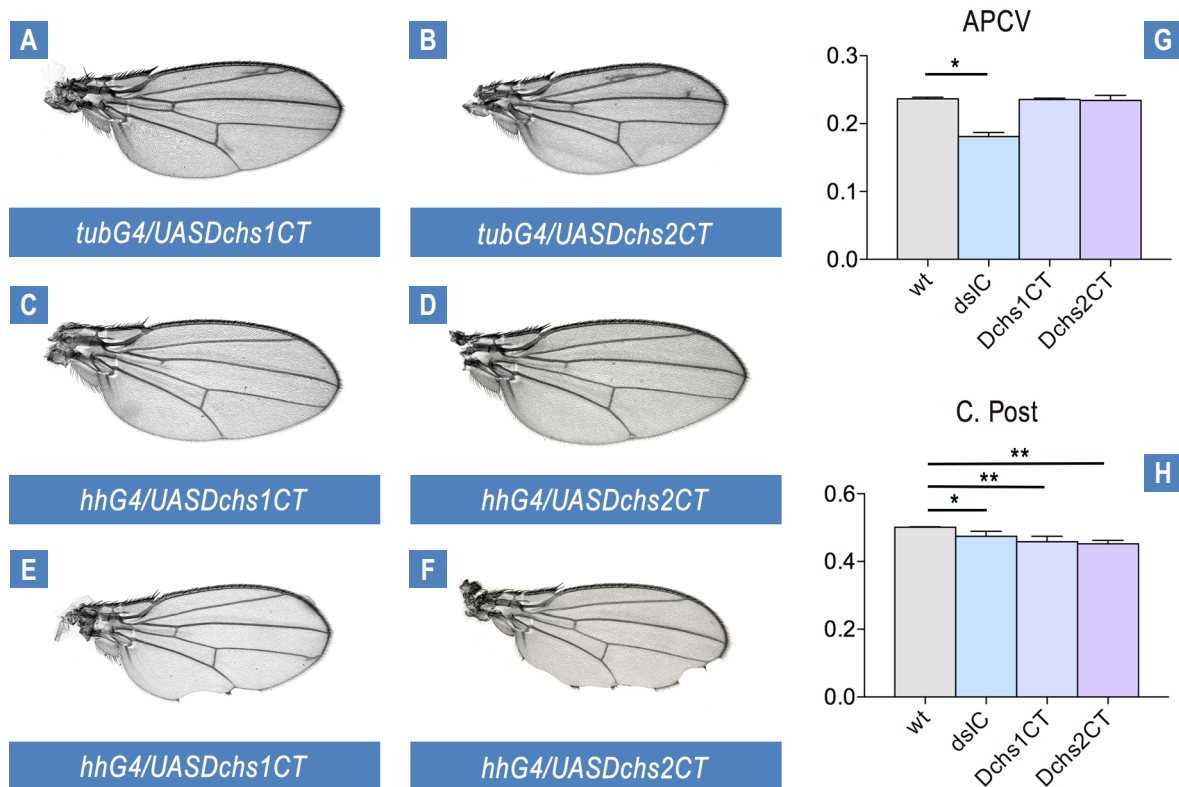 A
tubG4/UASDchs1CT
B
tubG4/UASDchs2CT
C
hhG4/UASDchs1CT
D
hhG4/UASDchs2CT
E
hhG4/UASDchs1CT
F
hhG4/UASDchs2CT
APCV
G
0.3
0.2
0.1
0.0
*
wt
dsIC
Dchs1CT
Dchs2CT
C. Post
H
0.6
0.4
0.2
0.0
**
**
*
wt
dsIC
Dchs1CT
Dchs2CT